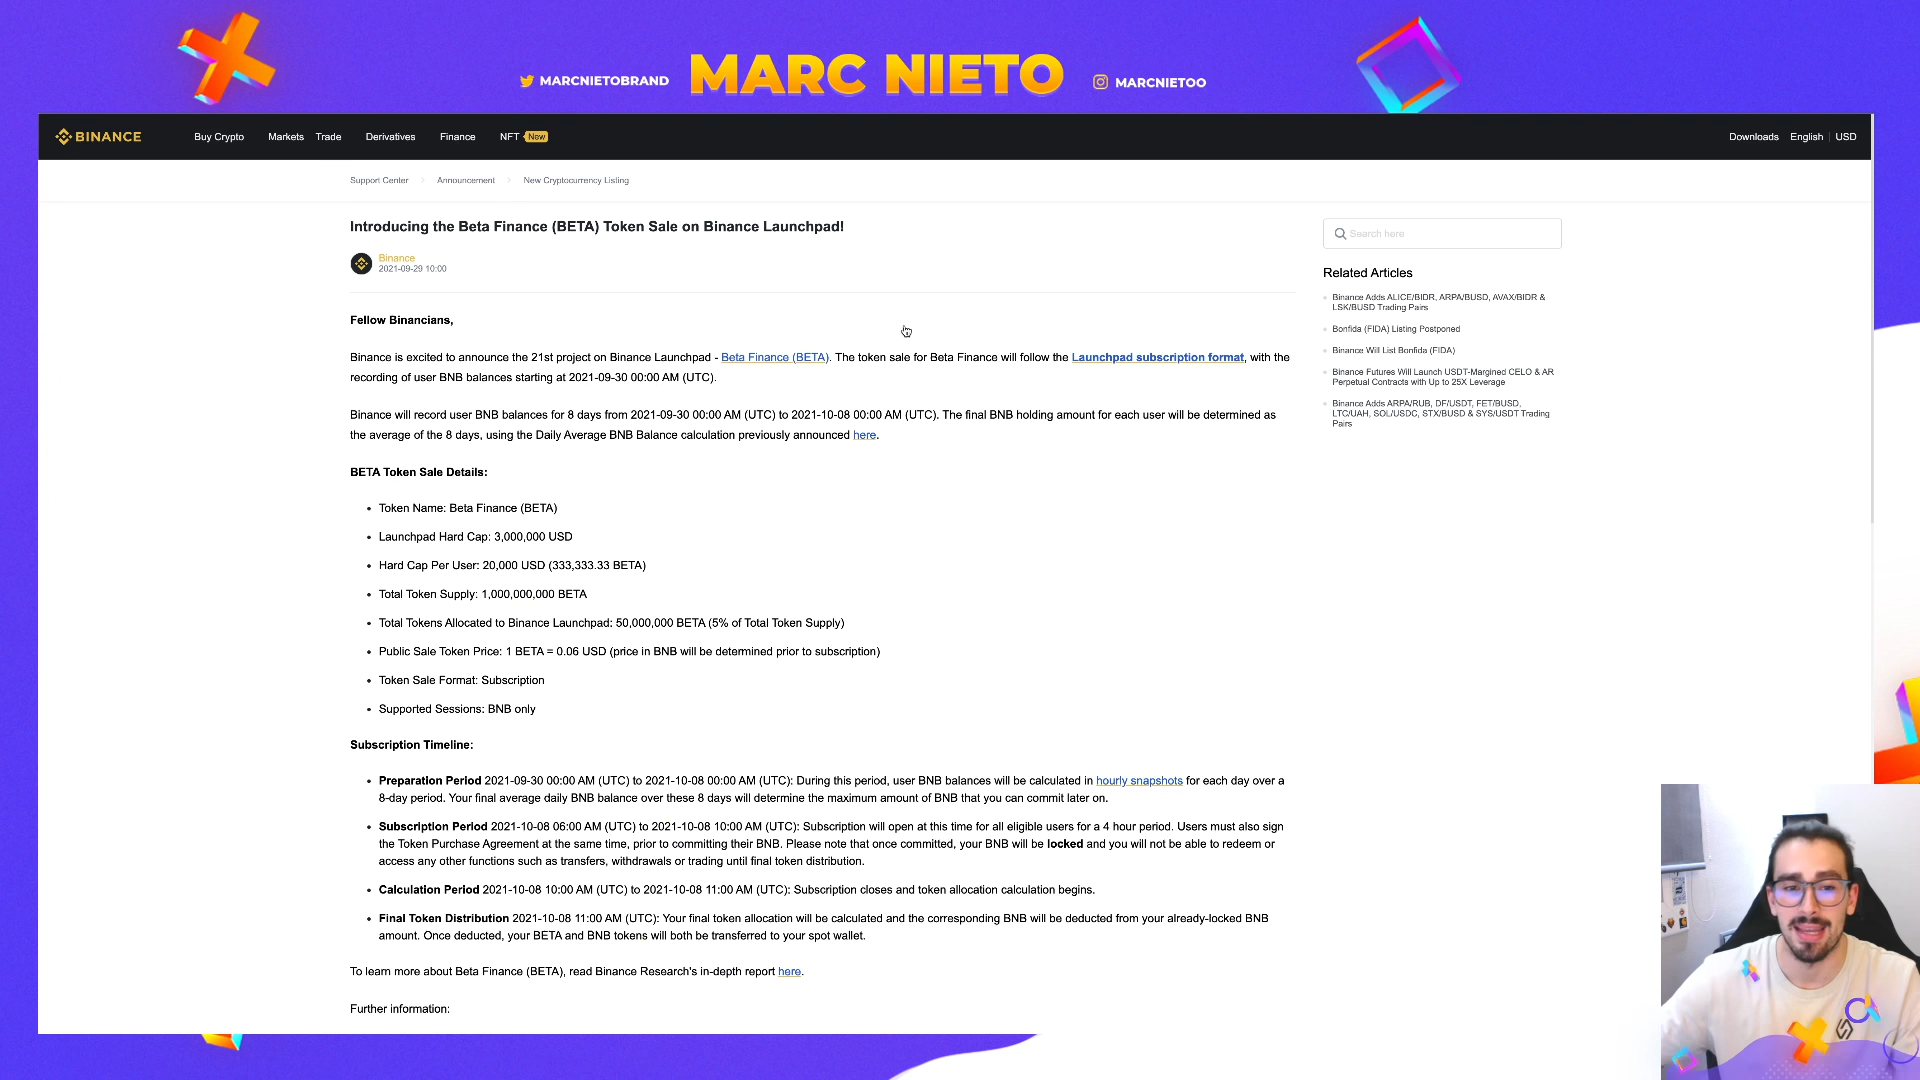 MARCNIETOBRAND
MARC NIETO
MARCNIETOO
BINANCE
Buy Crypto
Markets
Trade
Derivatives
Finance
NFT New
Downloads
English
USD
Support Center
Announcement
New Cryptocurrency Listing
Introducing the Beta Finance (BETA) Token Sale on Binance Launchpad!
Binance
2021-09-29 10:00
Fellow Binancians,
Binance is excited to announce the 21st project on Binance Launchpad - Beta Finance (BETA). The token sale for Beta Finance will follow the Launchpad subscription format, with the
recording of user BNB balances starting at 2021-09-30 00:00 AM (UTC).
Binance will record user BNB balances for 8 days from 2021-09-30 00:00 AM (UTC) to 2021-10-08 00:00 AM (UTC). The final BNB holding amount for each user will be determined as
the average of the 8 days, using the Daily Average BNB Balance calculation previously announced here.
BETA Token Sale Details:
• Token Name: Beta Finance (BETA)
• Launchpad Hard Cap: 3,000,000 USD
• Hard Cap Per User: 20,000 USD (333,333.33 BETA)
• Total Token Supply: 1,000,000,000 BETA
• Total Tokens Allocated to Binance Launchpad: 50,000,000 BETA (5% of Total Token Supply)
• Public Sale Token Price: 1 BETA = 0.06 USD (price in BNB will be determined prior to subscription)
• Token Sale Format: Subscription
• Supported Sessions: BNB only
Subscription Timeline:
• Preparation Period 2021-09-30 00:00 AM (UTC) to 2021-10-08 00:00 AM (UTC): During this period, user BNB balances will be calculated in hourly snapshots for each day over a
8-day period. Your final average daily BNB balance over these 8 days will determine the maximum amount of BNB that you can commit later on.
• Subscription Period 2021-10-08 06:00 AM (UTC) to 2021-10-08 10:00 AM (UTC): Subscription will open at this time for all eligible users for a 4 hour period. Users must also sign
the Token Purchase Agreement at the same time, prior to committing their BNB. Please note that once committed, your BNB will be locked and you will not be able to redeem or
access any other functions such as transfers, withdrawals or trading until final token distribution.
• Calculation Period 2021-10-08 10:00 AM (UTC) to 2021-10-08 11:00 AM (UTC): Subscription closes and token allocation calculation begins.
• Final Token Distribution 2021-10-08 11:00 AM (UTC): Your final token allocation will be calculated and the corresponding BNB will be deducted from your already-locked BNB
amount. Once deducted, your BETA and BNB tokens will both be transferred to your spot wallet.
To learn more about Beta Finance (BETA), read Binance Research's in-depth report here.
Further information:
Search here
Related Articles
Binance Adds ALICE/BIDR, ARPA/BUSD, AVAX/BIDR &
LSK/BUSD Trading Pairs
Bonfida (FIDA) Listing Postponed
Binance Will List Bonfida (FIDA)
Binance Futures Will Launch USDT-Margined CELO & AR
Perpetual Contracts with Up to 25X Leverage
Binance Adds ARPA/RUB, DF/USDT, FET/BUSD,
LTC/UAH, SOL/USDC, STX/BUSD & SYS/USDT Trading
Pairs